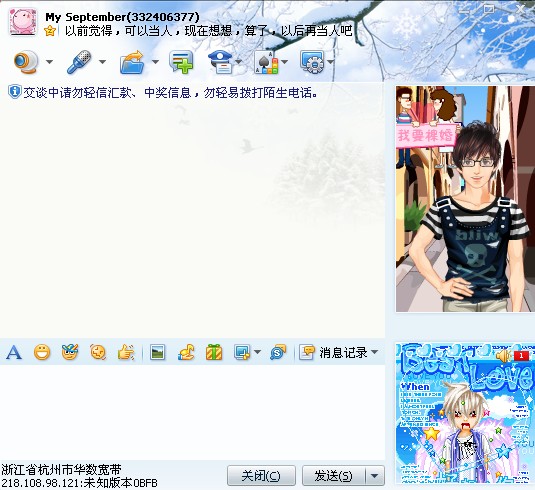 My September(332406377)
以前觉得，可以当人，现在想想，算了，以后再当人吧
交谈中请勿轻信汇款、中奖信息，勿轻易拨打陌生电话。
我要裸婚
消息记录
Best
Love
1
When
浙江省杭州市华数宽带
218.108.98.121:未知版本0BFB
关闭(C)
发送(S)